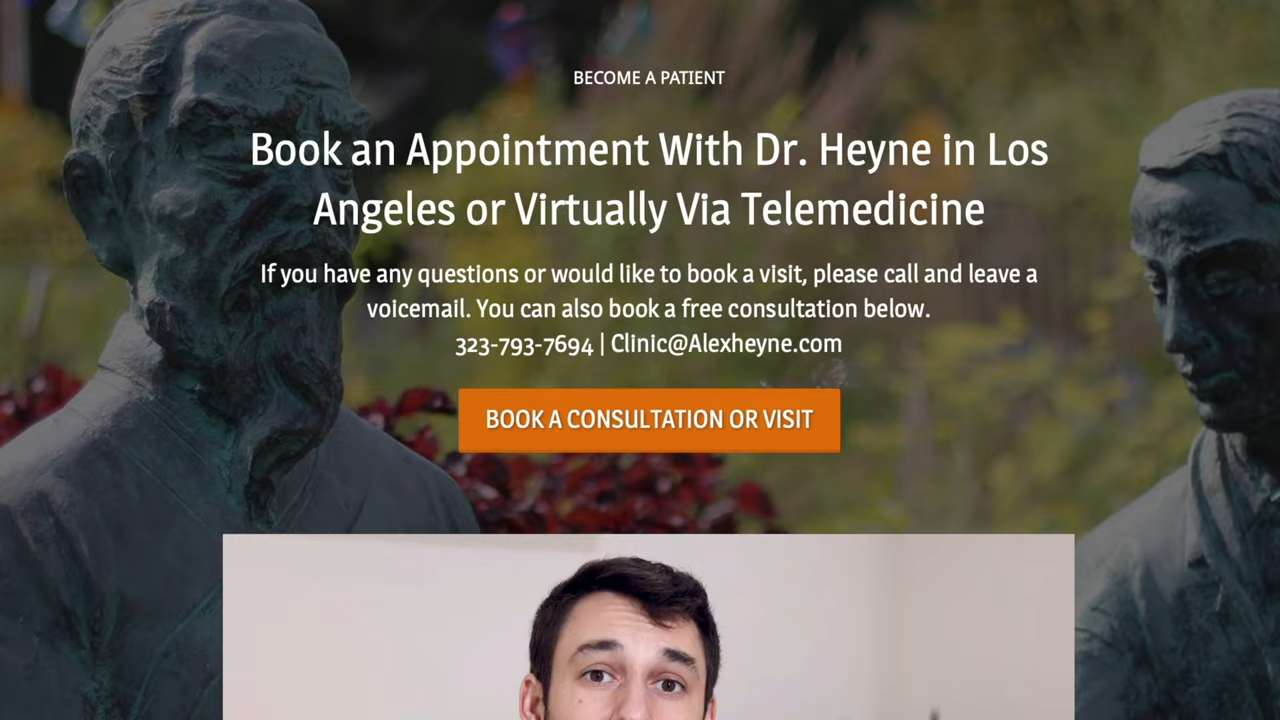 BECOME A PATIENT
Book an Appointment With Dr. Heyne in Los
Angeles or Virtually Via Telemedicine
If you have any questions or would like to book a visit, please call and leave a
voicemail. You can also book a free consultation below.
323-793-7694 | Clinic@Alexheyne.com
BOOK A CONSULTATION OR VISIT